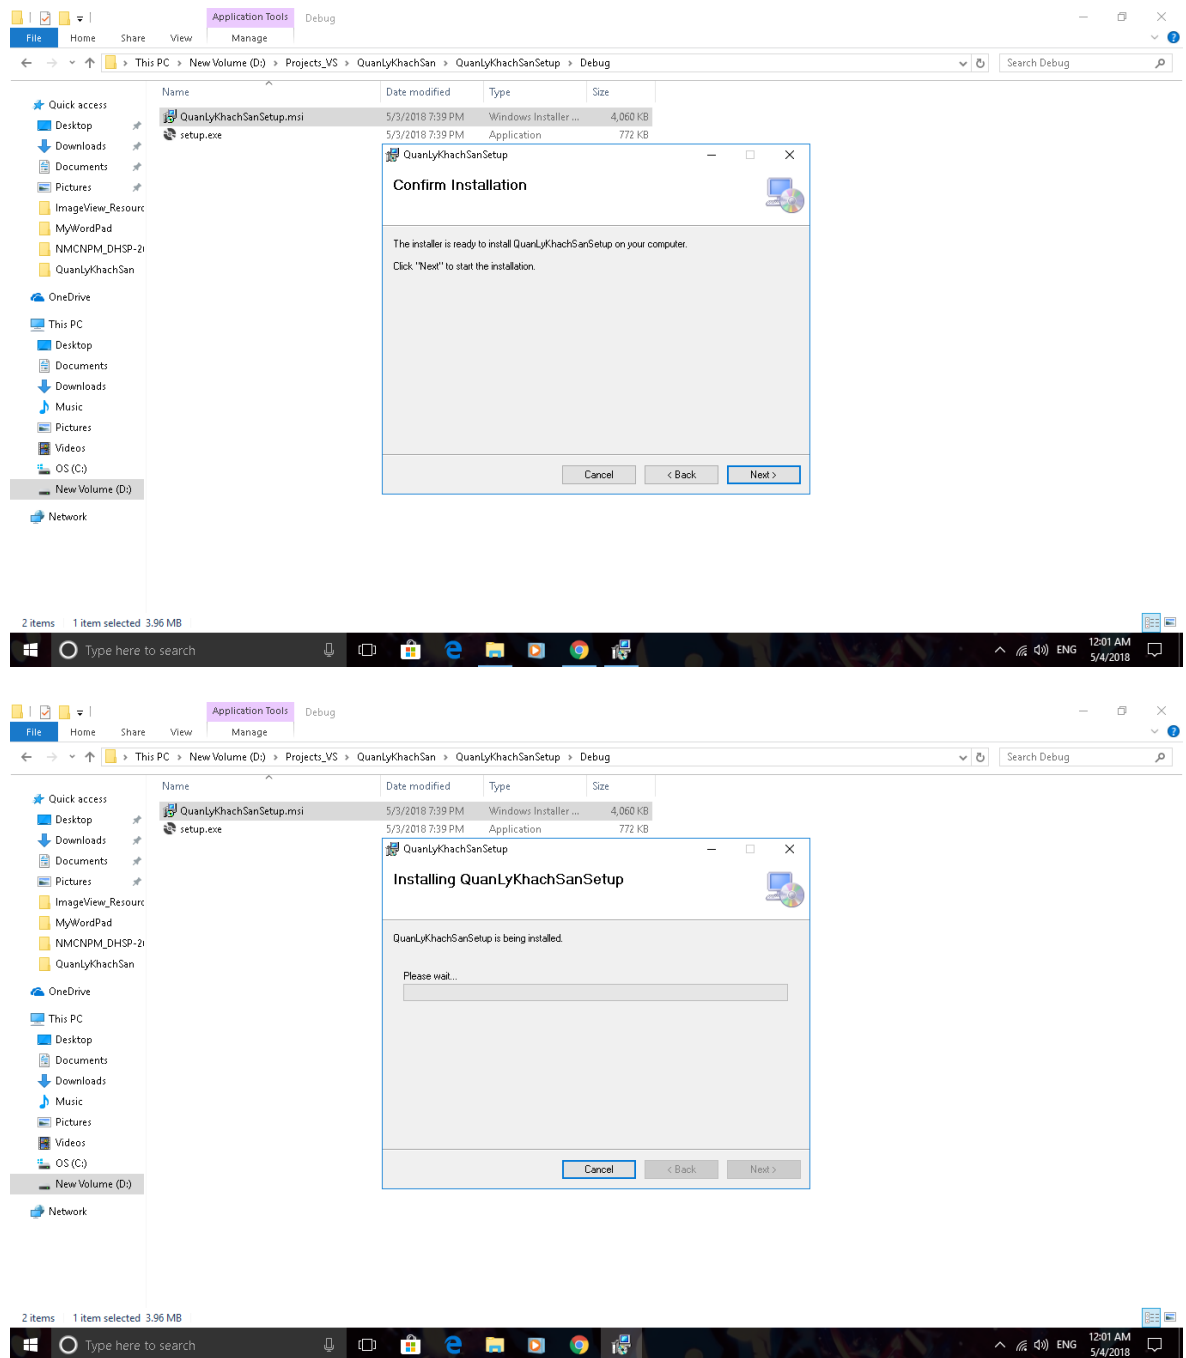 Application Tools Debug
File Home Share View Manage
This PC > New Volume (D:) > Projects_VS > QuanLyKhachSan > QuanLyKhachSanSetup > Debug
Search Debug
Name Date modified Type Size
Quick access
Desktop
Downloads
Documents
Pictures
ImageView_Resourc
MyWordPad
NMCNPM_DHSP-2
QuanLyKhachSan
OneDrive
This PC
Desktop
Documents
Downloads
Music
Pictures
Videos
OS (C:)
New Volume (D:)
Network
QuanLyKhachSanSetup.msi 5/3/2018 7:39 PM Windows Installer ... 4,060 KB
setup.exe 5/3/2018 7:39 PM Application 772 KB
QuanLyKhachSanSetup
Confirm Installation
The installer is ready to install QuanLyKhachSanSetup on your computer.
Click "Next" to start the installation.
Cancel < Back Next >
2 items 1 item selected 3.96 MB
Type here to search
ENG
12:01 AM
5/4/2018
Application Tools Debug
File Home Share View Manage
This PC > New Volume (D:) > Projects_VS > QuanLyKhachSan > QuanLyKhachSanSetup > Debug
Search Debug
Name Date modified Type Size
Quick access
Desktop
Downloads
Documents
Pictures
ImageView_Resourc
MyWordPad
NMCNPM_DHSP-2
QuanLyKhachSan
OneDrive
This PC
Desktop
Documents
Downloads
Music
Pictures
Videos
OS (C:)
New Volume (D:)
Network
QuanLyKhachSanSetup.msi 5/3/2018 7:39 PM Windows Installer ... 4,060 KB
setup.exe 5/3/2018 7:39 PM Application 772 KB
QuanLyKhachSanSetup
Installing QuanLyKhachSanSetup
QuanLyKhachSanSetup is being installed.
Please wait...
Cancel < Back Next >
2 items 1 item selected 3.96 MB
Type here to search
ENG
12:01 AM
5/4/2018